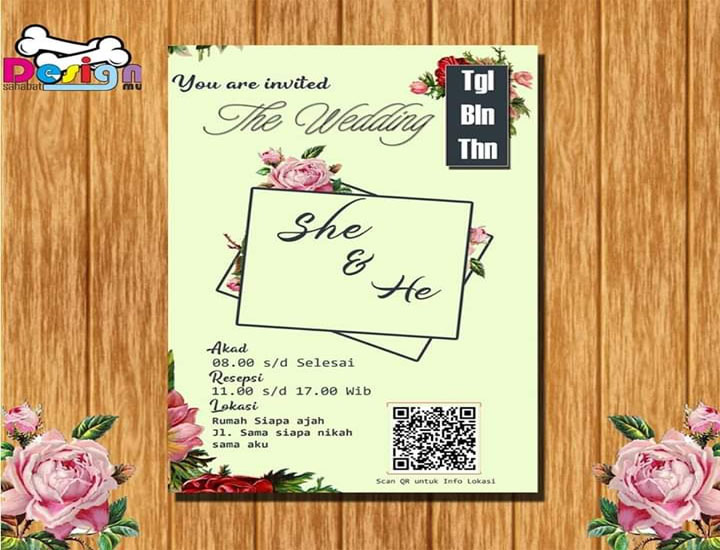 Design
sahabat mu
You are invited
The Wedding
Tgl
Bln
Thn
She
&
He
Akad
08.00 s/d Selesai
Resepsi
11.00 s/d 17.00 Wib
Lokasi
Rumah Siapa ajah
Jl. Sama siapa nikah
sama aku
Scan QR untuk Info Lokasi